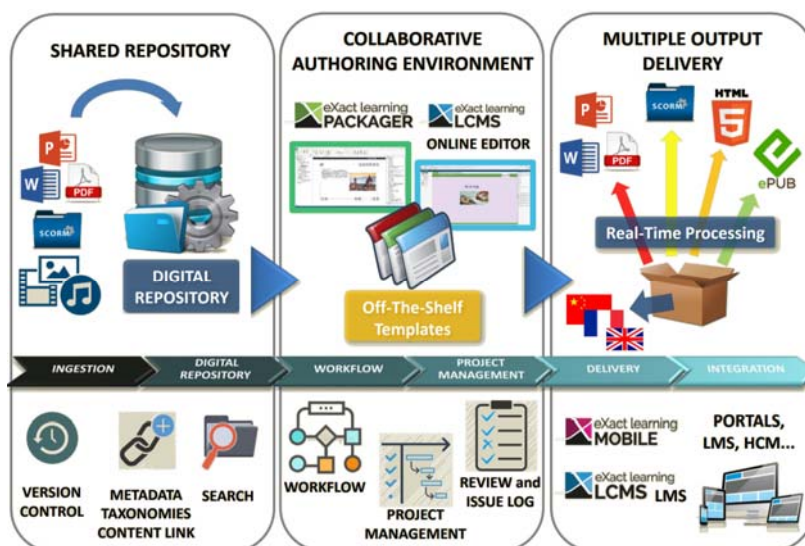 SHARED REPOSITORY
P
W
PDF
SCORM
DIGITAL
REPOSITORY
COLLABORATIVE
AUTHORING ENVIRONMENT
eXact learning
PACKAGER
eXact learning
LCMS
ONLINE EDITOR
Off-The-Shelf
Templates
MULTIPLE OUTPUT
DELIVERY
P
SCORM
HTML
5
W
PDF
ePUB
Real-Time Processing
INGESTION
DIGITAL
REPOSITORY
WORKFLOW
PROJECT
MANAGEMENT
DELIVERY
INTEGRATION
VERSION
CONTROL
METADATA
TAXONOMIES
CONTENT LINK
SEARCH
WORKFLOW
PROJECT
MANAGEMENT
REVIEW and
ISSUE LOG
eXact learning
MOBILE
eXact learning
LCMS LMS
PORTALS,
LMS, HCM...